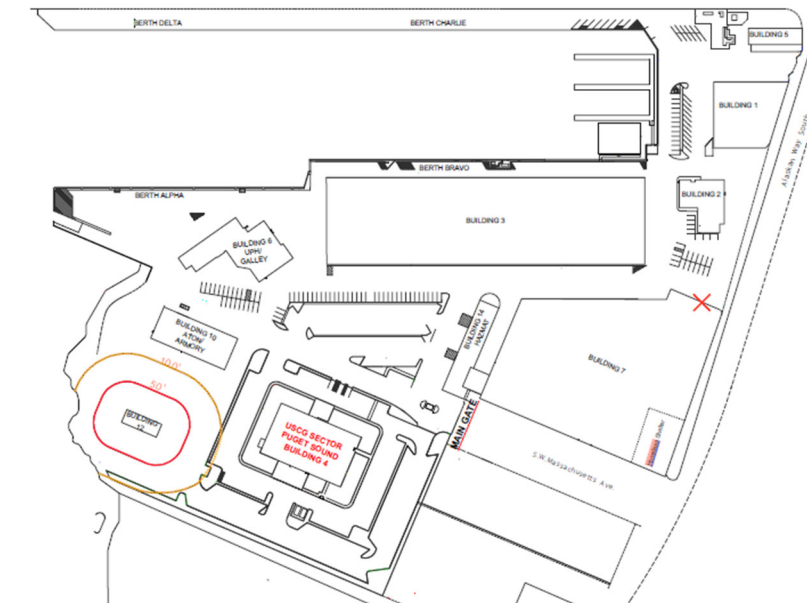 BERTH DELTA
BERTH CHARLIE
BUILDING 5
BUILDING 1
Alaskan Way South
BERTH BRAVO
BERTH ALPHA
BUILDING 2
BUILDING 3
BUILDING 6
UPH/
GALLEY
BUILDING 10
ATON/
ARMORY
BUILDING 14
HAZMAT
BUILDING 7
100'
50'
BUILDING
12
USCG SECTOR
PUGET SOUND
BUILDING 4
MAIN GATE
Shelter
S.W. Massachusetts Ave.